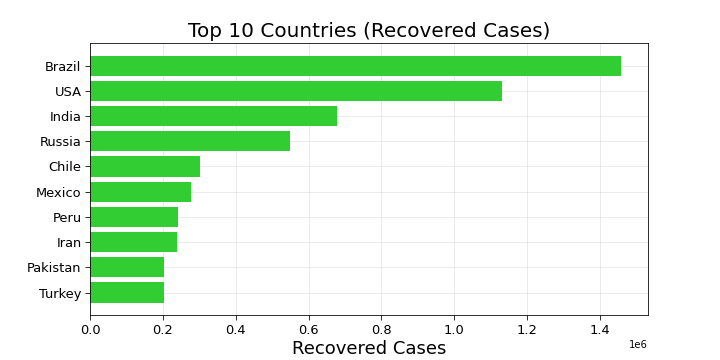 Top 10 Countries (Recovered Cases)
Brazil
USA
India
Russia
Chile
Mexico
Peru
Iran
Pakistan
Turkey
0.0 0.2 0.4 0.6 0.8 1.0 1.2 1.4
1e6
Recovered Cases